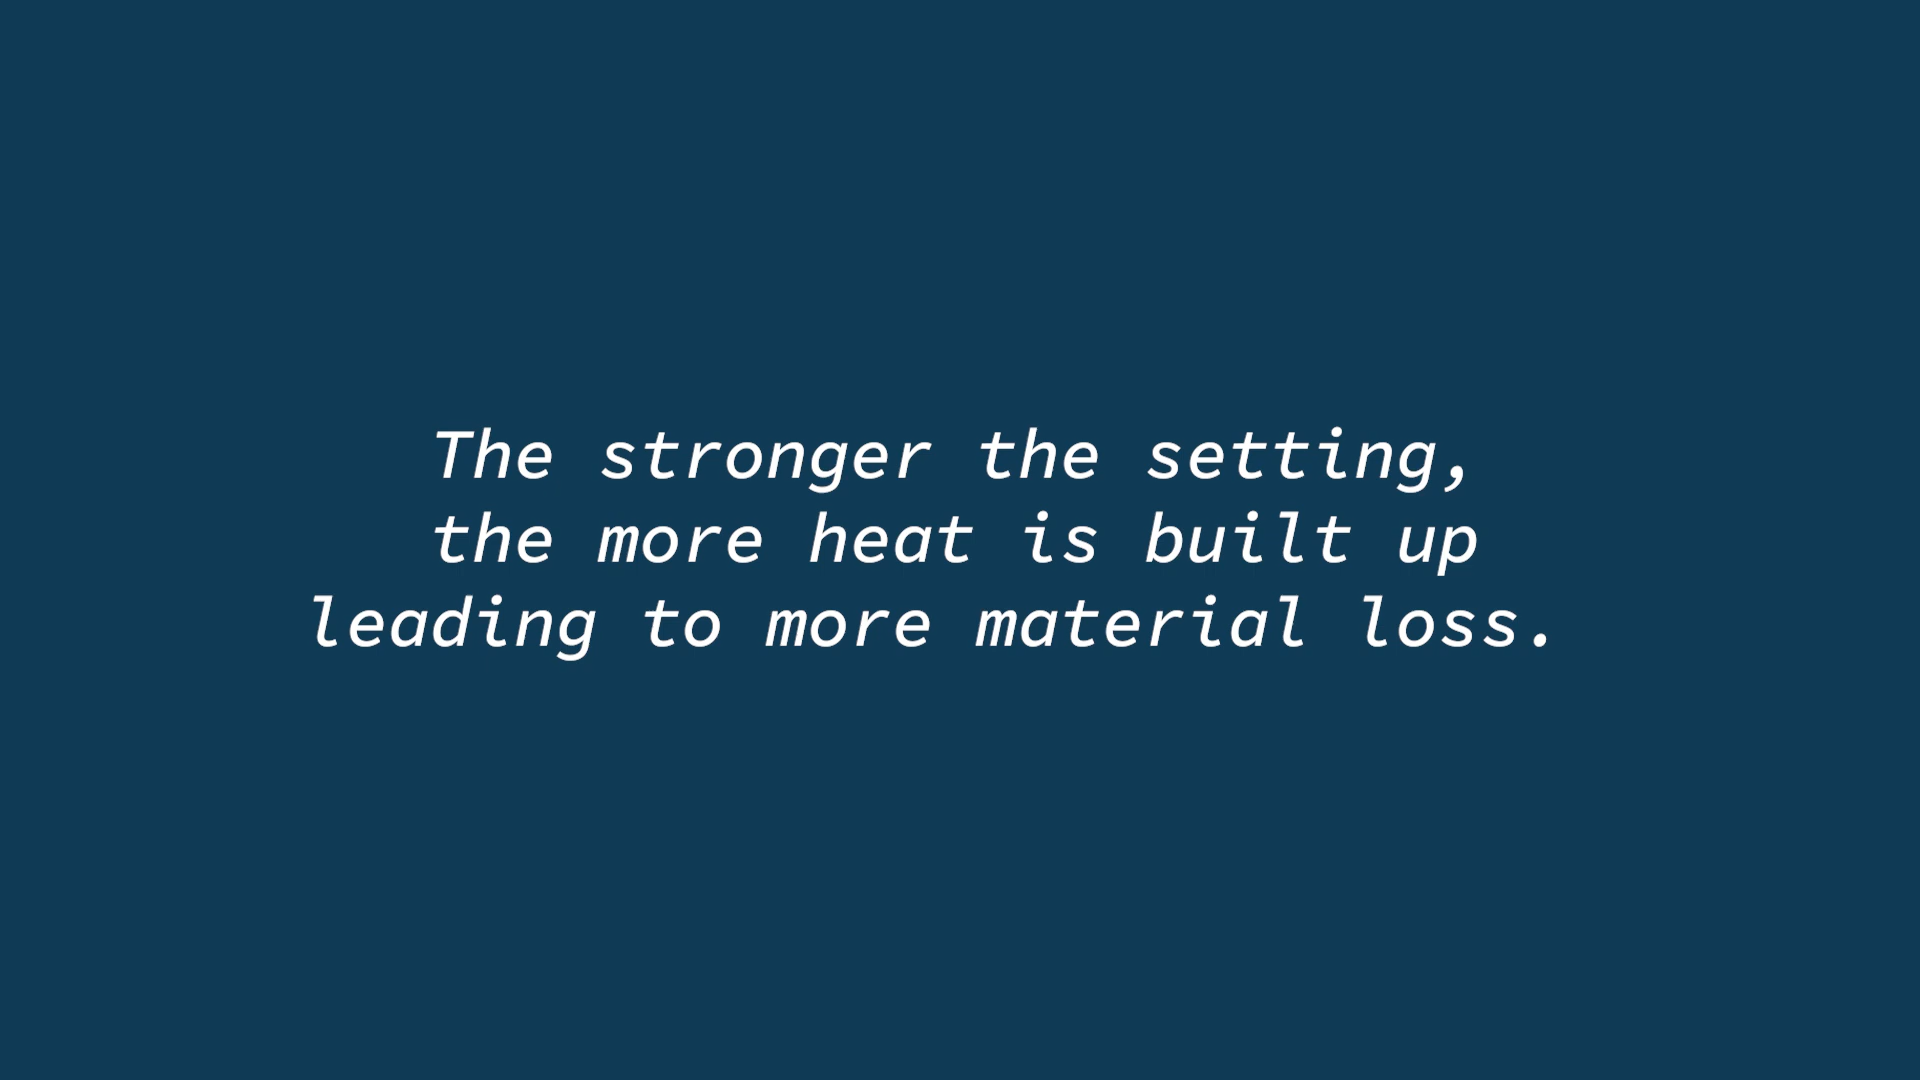 The stronger the setting,
the more heat is built up
leading to more material loss.